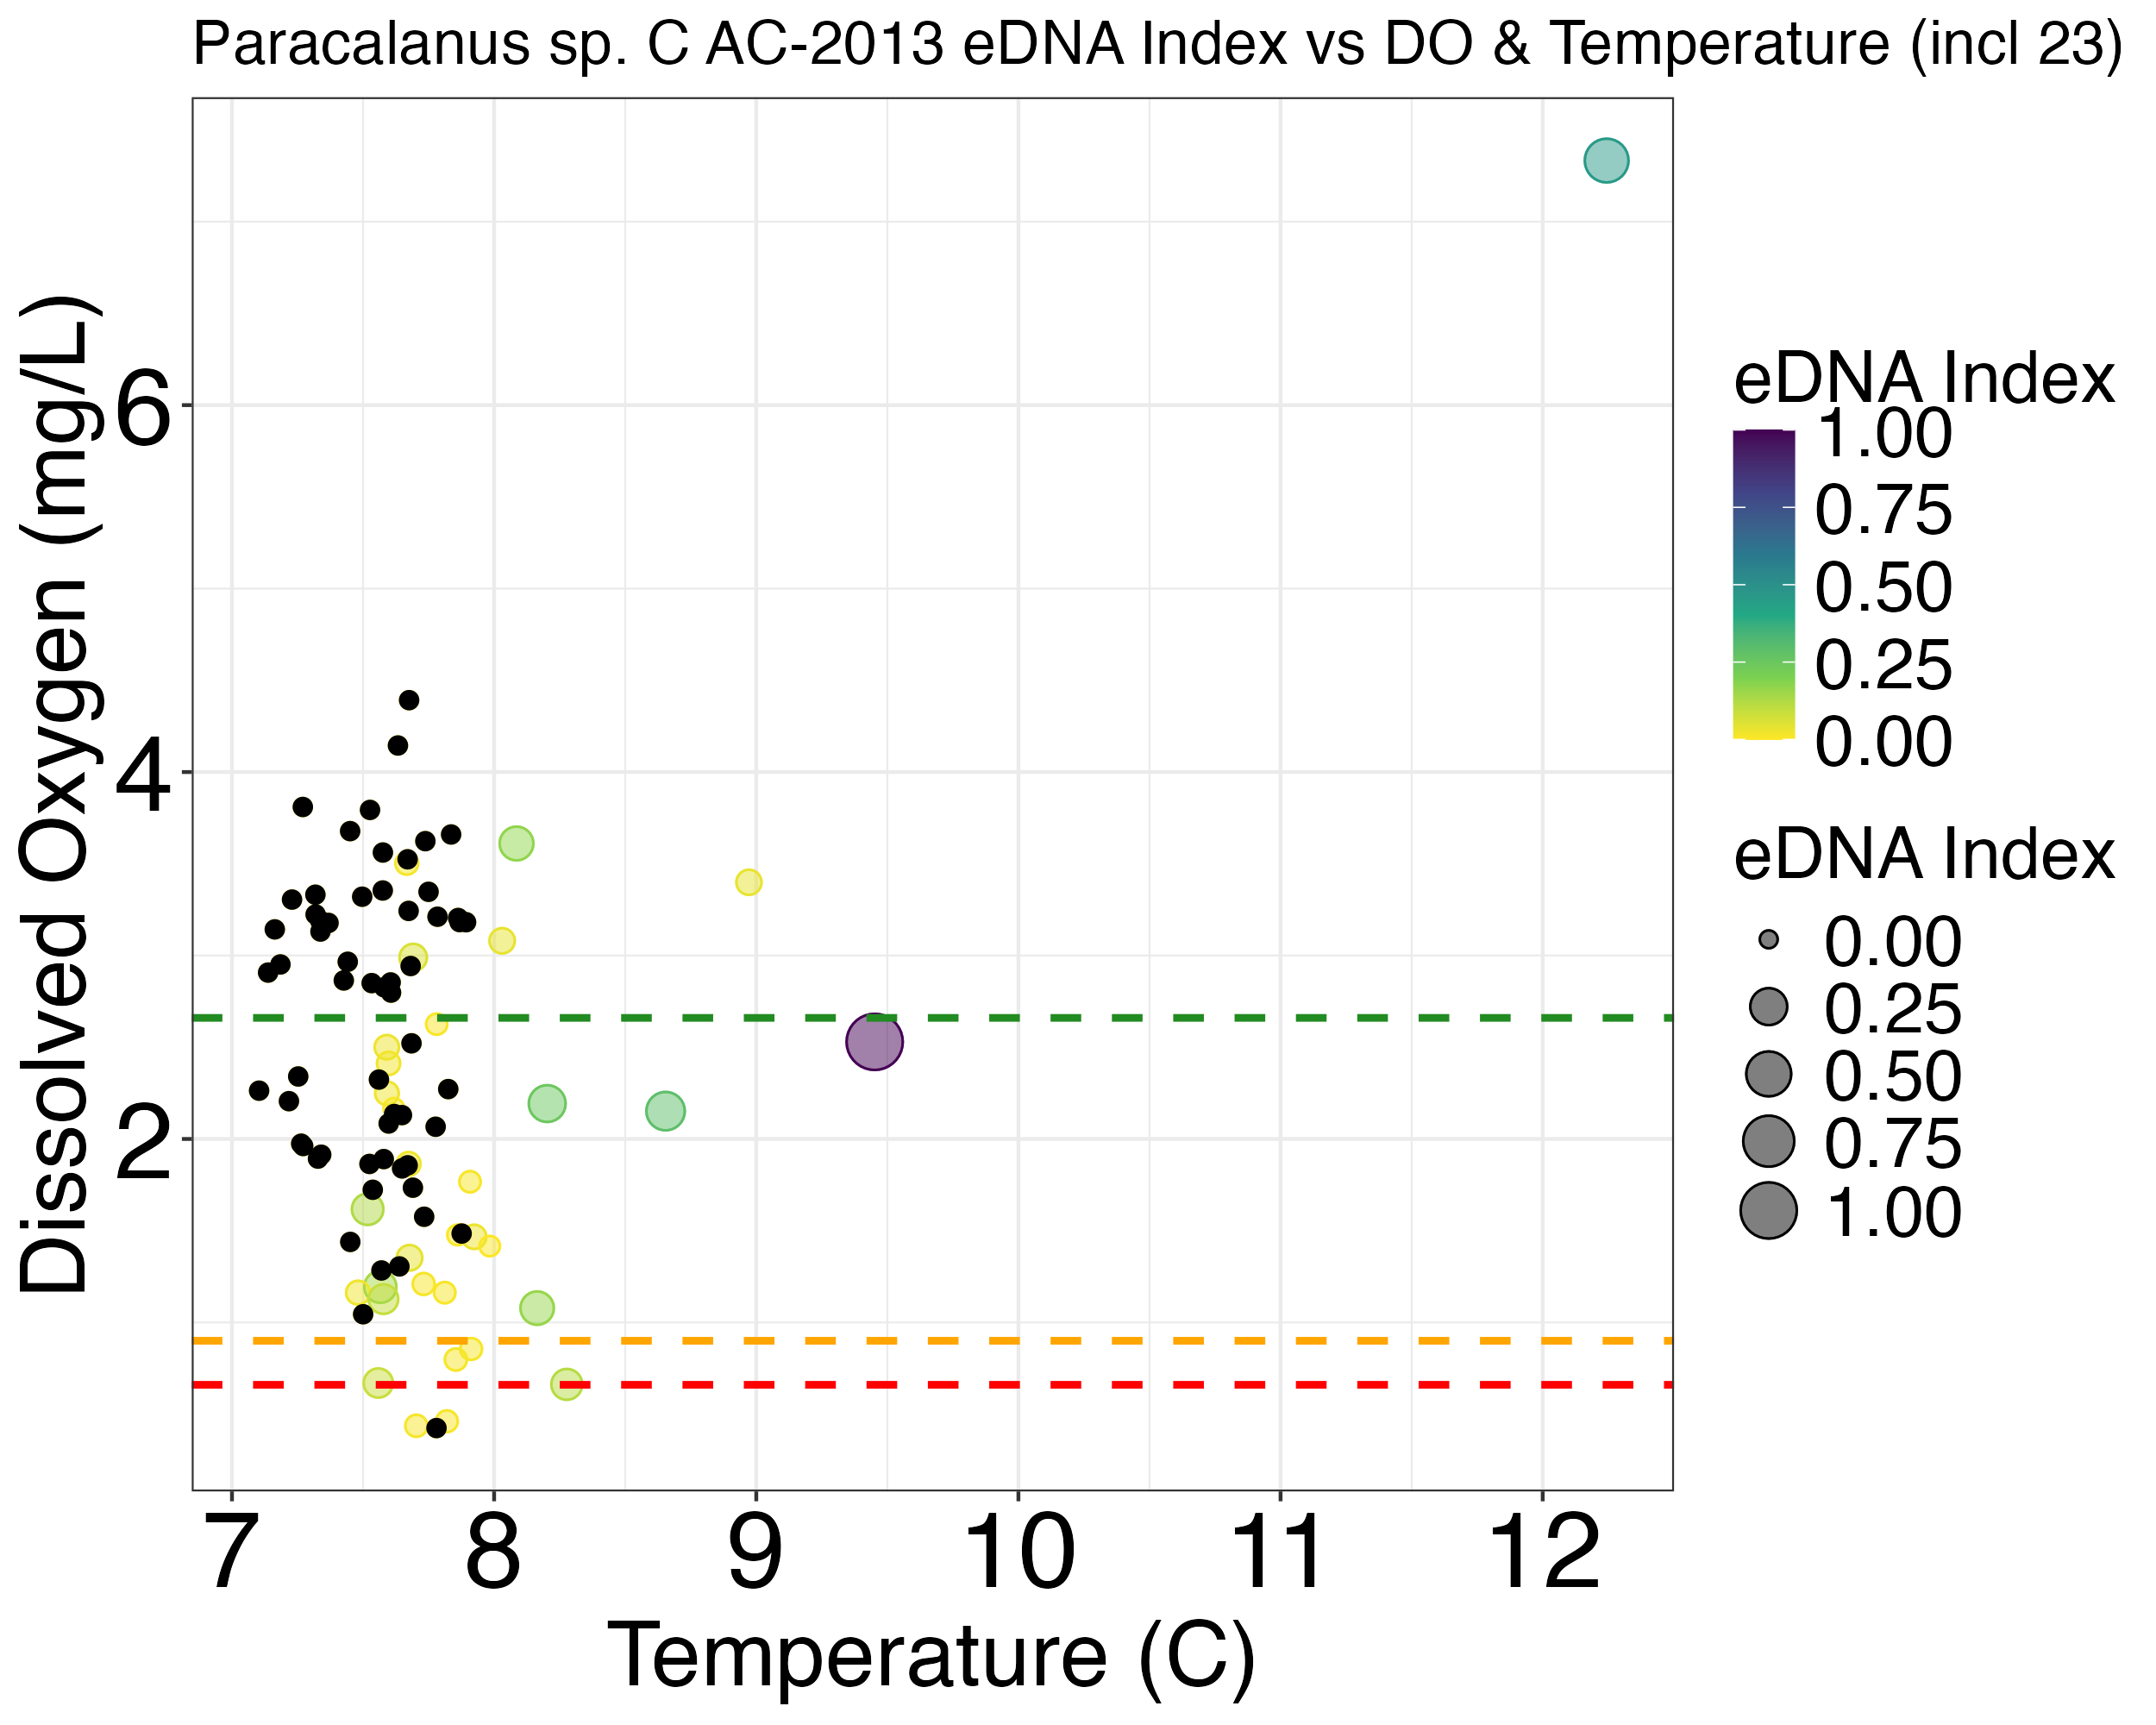 Paracalanus sp. C AC-2013 eDNA Index vs DO & Temperature (incl 23)
Dissolved Oxygen (mg/L)
6
4
2
7 8 9 10 11 12
Temperature (C)
eDNA Index
1.00
0.75
0.50
0.25
0.00
eDNA Index
0.00
0.25
0.50
0.75
1.00